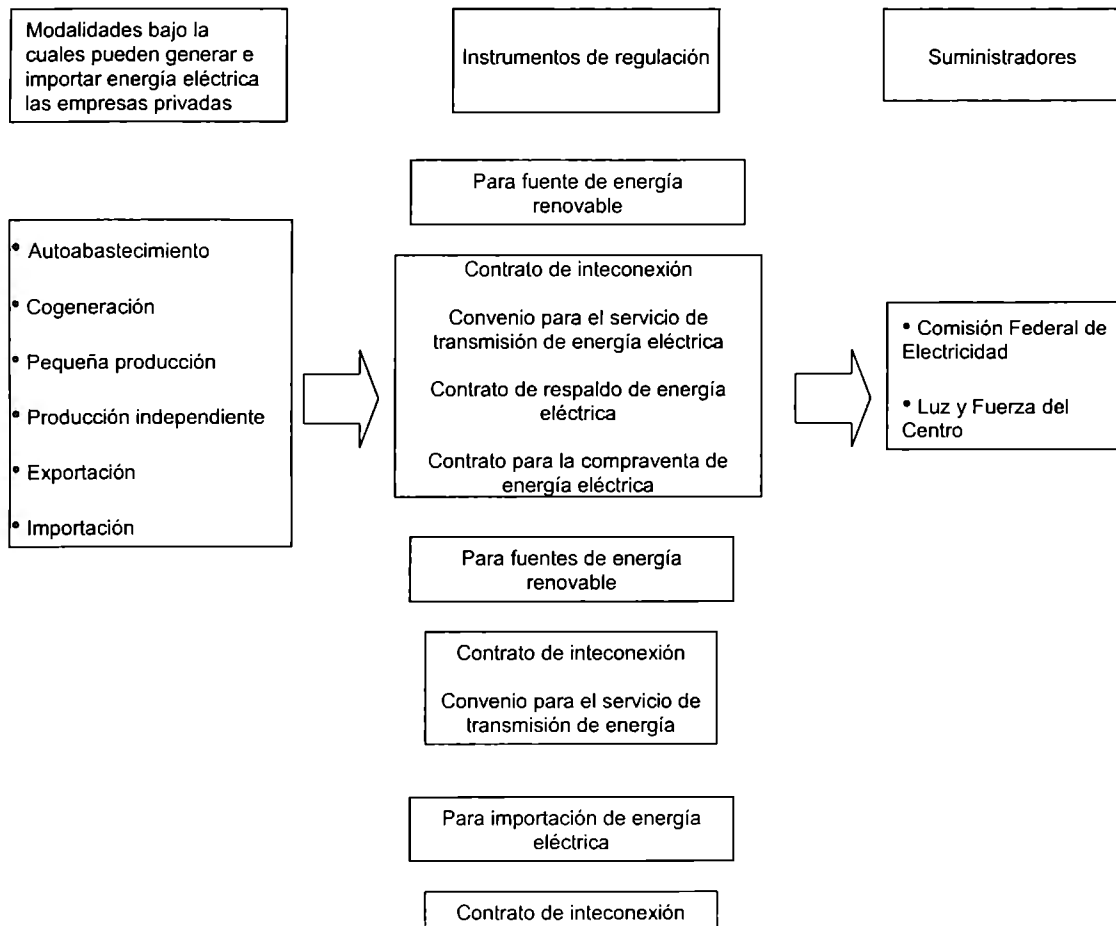 Modalidades bajo la
cuales pueden generar e
importar energía eléctrica
las empresas privadas
Instrumentos de regulación
Suministradores
Para fuente de energía
renovable
• Autoabastecimiento
• Cogeneración
• Pequeña producción
• Producción independiente
• Exportación
• Importación
Contrato de inteconexión
Convenio para el servicio de
transmisión de energía eléctrica
Contrato de respaldo de energía
eléctrica
Contrato para la compraventa de
energía eléctrica
• Comisión Federal de
Electricidad
• Luz y Fuerza del
Centro
Para fuentes de energía
renovable
Contrato de inteconexión
Convenio para el servicio de
transmisión de energía
Para importación de energía
eléctrica
Contrato de inteconexión